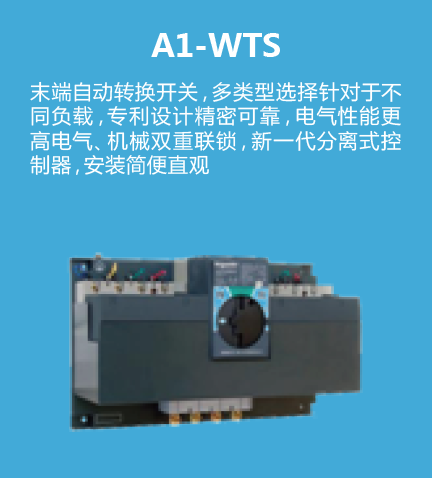 A1-WTS
末端自动转换开关,多类型选择针对于不
同负载,专利设计精密可靠,电气性能更
高电气、机械双重联锁,新一代分离式控
制器,安装简便直观